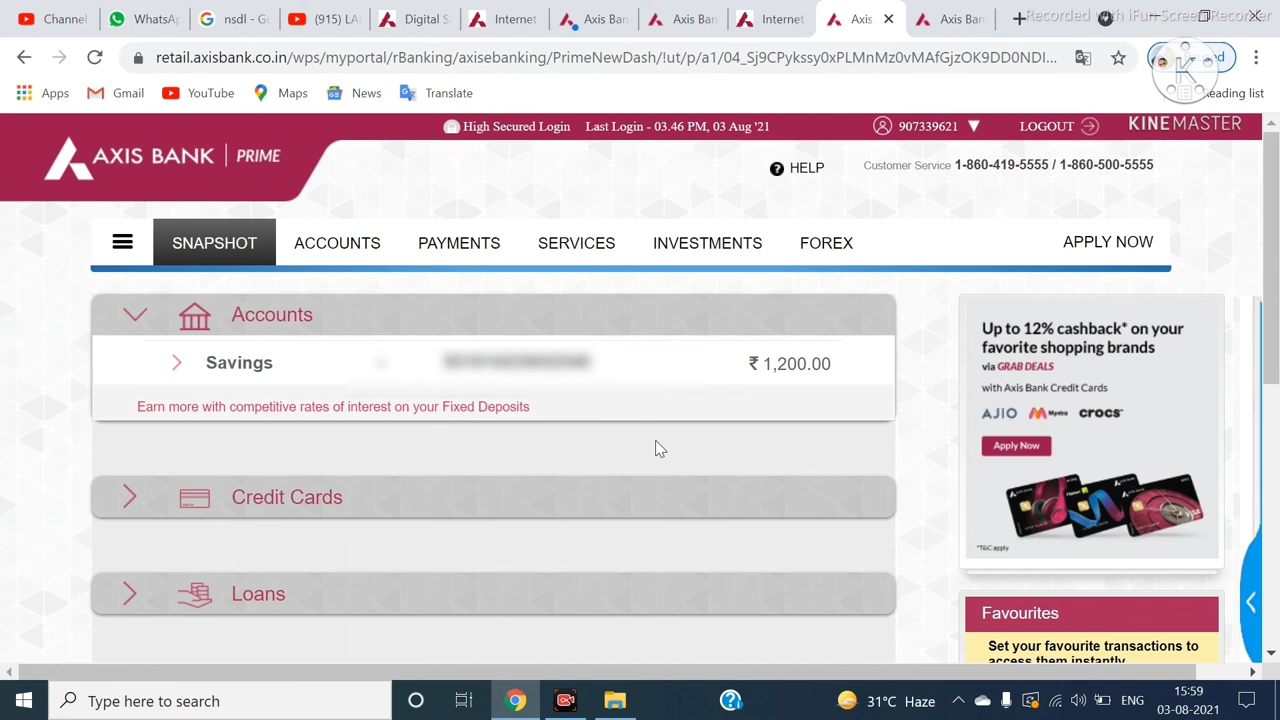 Channel
WhatsA
nsdl - Go
(915) LA
Digital S
Internet
Axis Ban
Axis Ban
Internet
Axis
Axis Ban
Recorded with iFun Screen Recorder
retail.axisbank.co.in/wps/myportal/rBanking/axisebanking/PrimeNewDash/!ut/p/a1/04_Sj9CPykssy0xPLMnMz0vMAfGjzOK9DD0NDI...
Apps
Gmail
YouTube
Maps
News
Translate
Reading list
High Secured Login
Last Login - 03.46 PM, 03 Aug '21
907339621
LOGOUT
KINEMASTER
AXIS BANK | PRIME
HELP
Customer Service 1-860-419-5555 / 1-860-500-5555
SNAPSHOT
ACCOUNTS
PAYMENTS
SERVICES
INVESTMENTS
FOREX
APPLY NOW
Accounts
Savings
₹ 1,200.00
Earn more with competitive rates of interest on your Fixed Deposits
Credit Cards
Loans
Up to 12% cashback* on your
favorite shopping brands
via GRAB DEALS
with Axis Bank Credit Cards
AJIO Myntra crocs™
Apply Now
VISA
*T&C apply
Favourites
Set your favourite transactions to
access them instantly
Type here to search
31°C Haze
ENG
15:59
03-08-2021